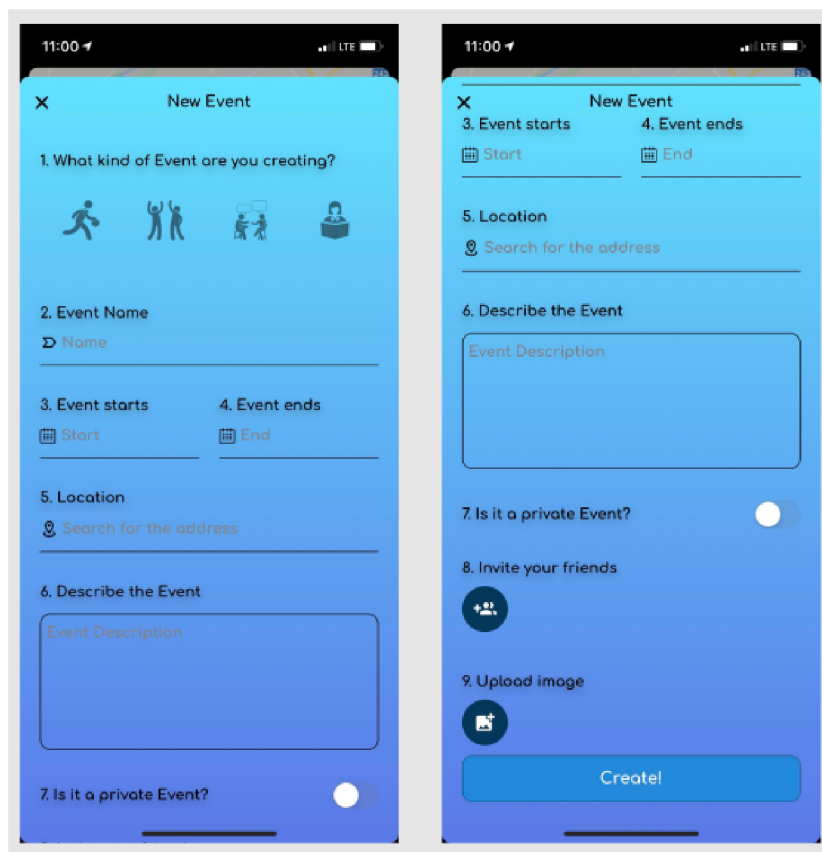 11:00
LTE
New Event
1. What kind of Event are you creating?
2. Event Name
Name
3. Event starts
4. Event ends
Start
End
5. Location
Search for the address
6. Describe the Event
Event Description
7. Is it a private Event?
11:00
LTE
New Event
3. Event starts
4. Event ends
Start
End
5. Location
Search for the address
6. Describe the Event
Event Description
7. Is it a private Event?
8. Invite your friends
9. Upload image
Create!